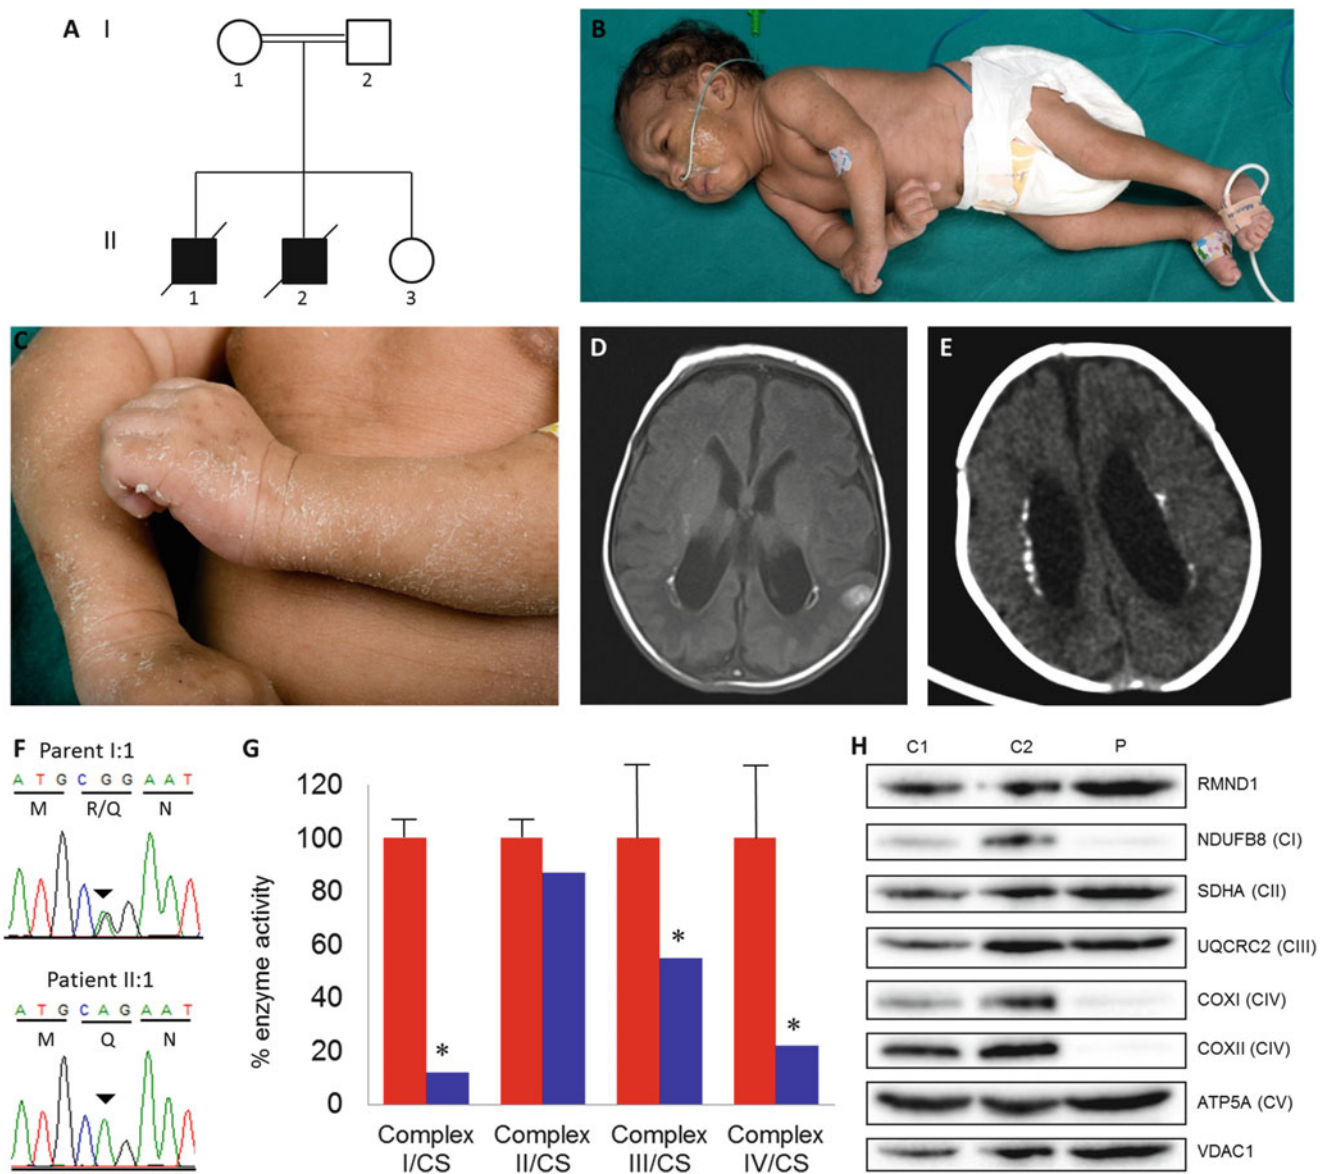 A I
1 2
II
1 2 3
B
C
D
E
F Parent I:1
A T G C G G A A T
M R/Q N
Patient II:1
A T G C A G A A T
M Q N
G
% enzyme activity
120
100
80
60
40
20
0
* * *
Complex I/CS
Complex II/CS
Complex III/CS
Complex IV/CS
H C1 C2 P
RMND1
NDUFB8 (CI)
SDHA (CII)
UQCRC2 (CIII)
COXI (CIV)
COXII (CIV)
ATP5A (CV)
VDAC1